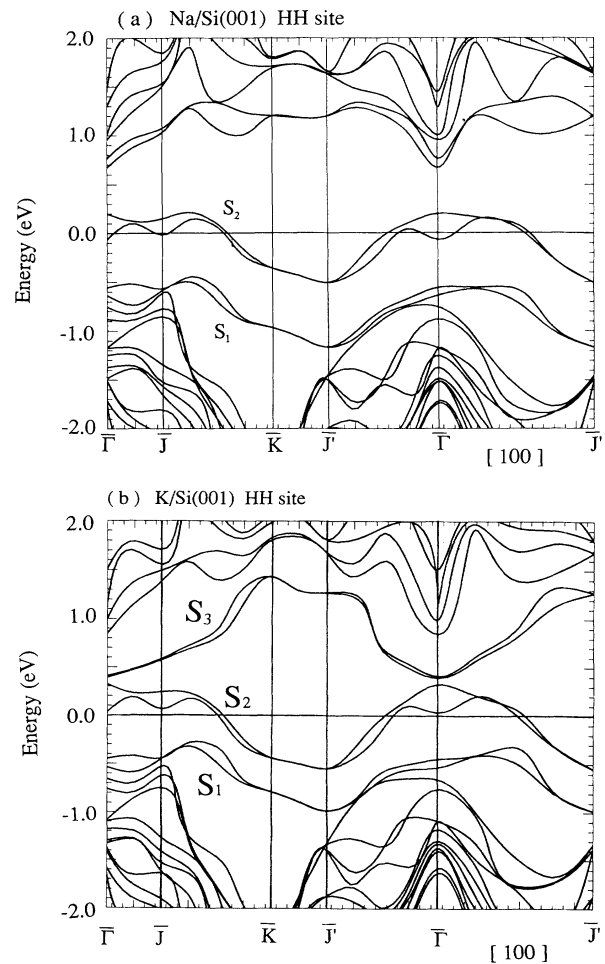 ( a ) Na/Si(001) HH site
2.0
1.0
0.0
-1.0
-2.0
Energy (eV)
S₂
S₁
Γ̅ J̅ K̅ J̅' Γ̅ J̅'
[ 100 ]
( b ) K/Si(001) HH site
2.0
1.0
0.0
-1.0
-2.0
Energy (eV)
S₃
S₂
S₁
Γ̅ J̅ K̅ J̅' Γ̅ J̅'
[ 100 ]